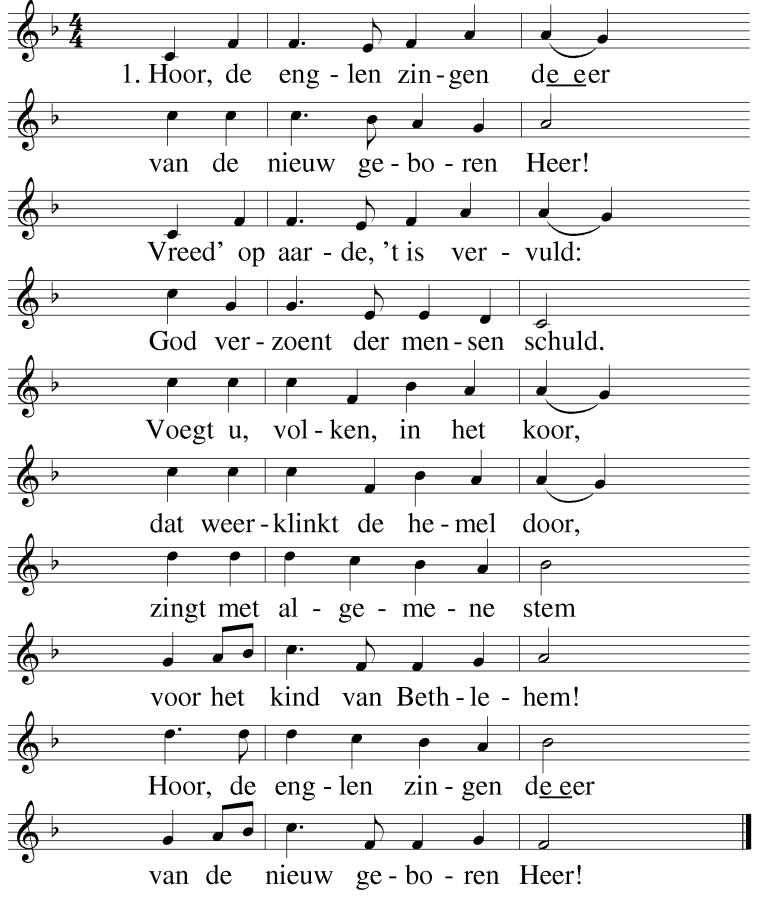 4
4
1. Hoor, de eng - len zin - gen de eer
van de nieuw ge - bo - ren Heer!
Vreed’ op aar - de, ’t is ver - vuld:
God ver - zoent der men - sen schuld.
Voegt u, vol - ken, in het koor,
dat weer - klinkt de he - mel door,
zingt met al - ge - me - ne stem
voor het kind van Beth - le - hem!
Hoor, de eng - len zin - gen de eer
van de nieuw ge - bo - ren Heer!